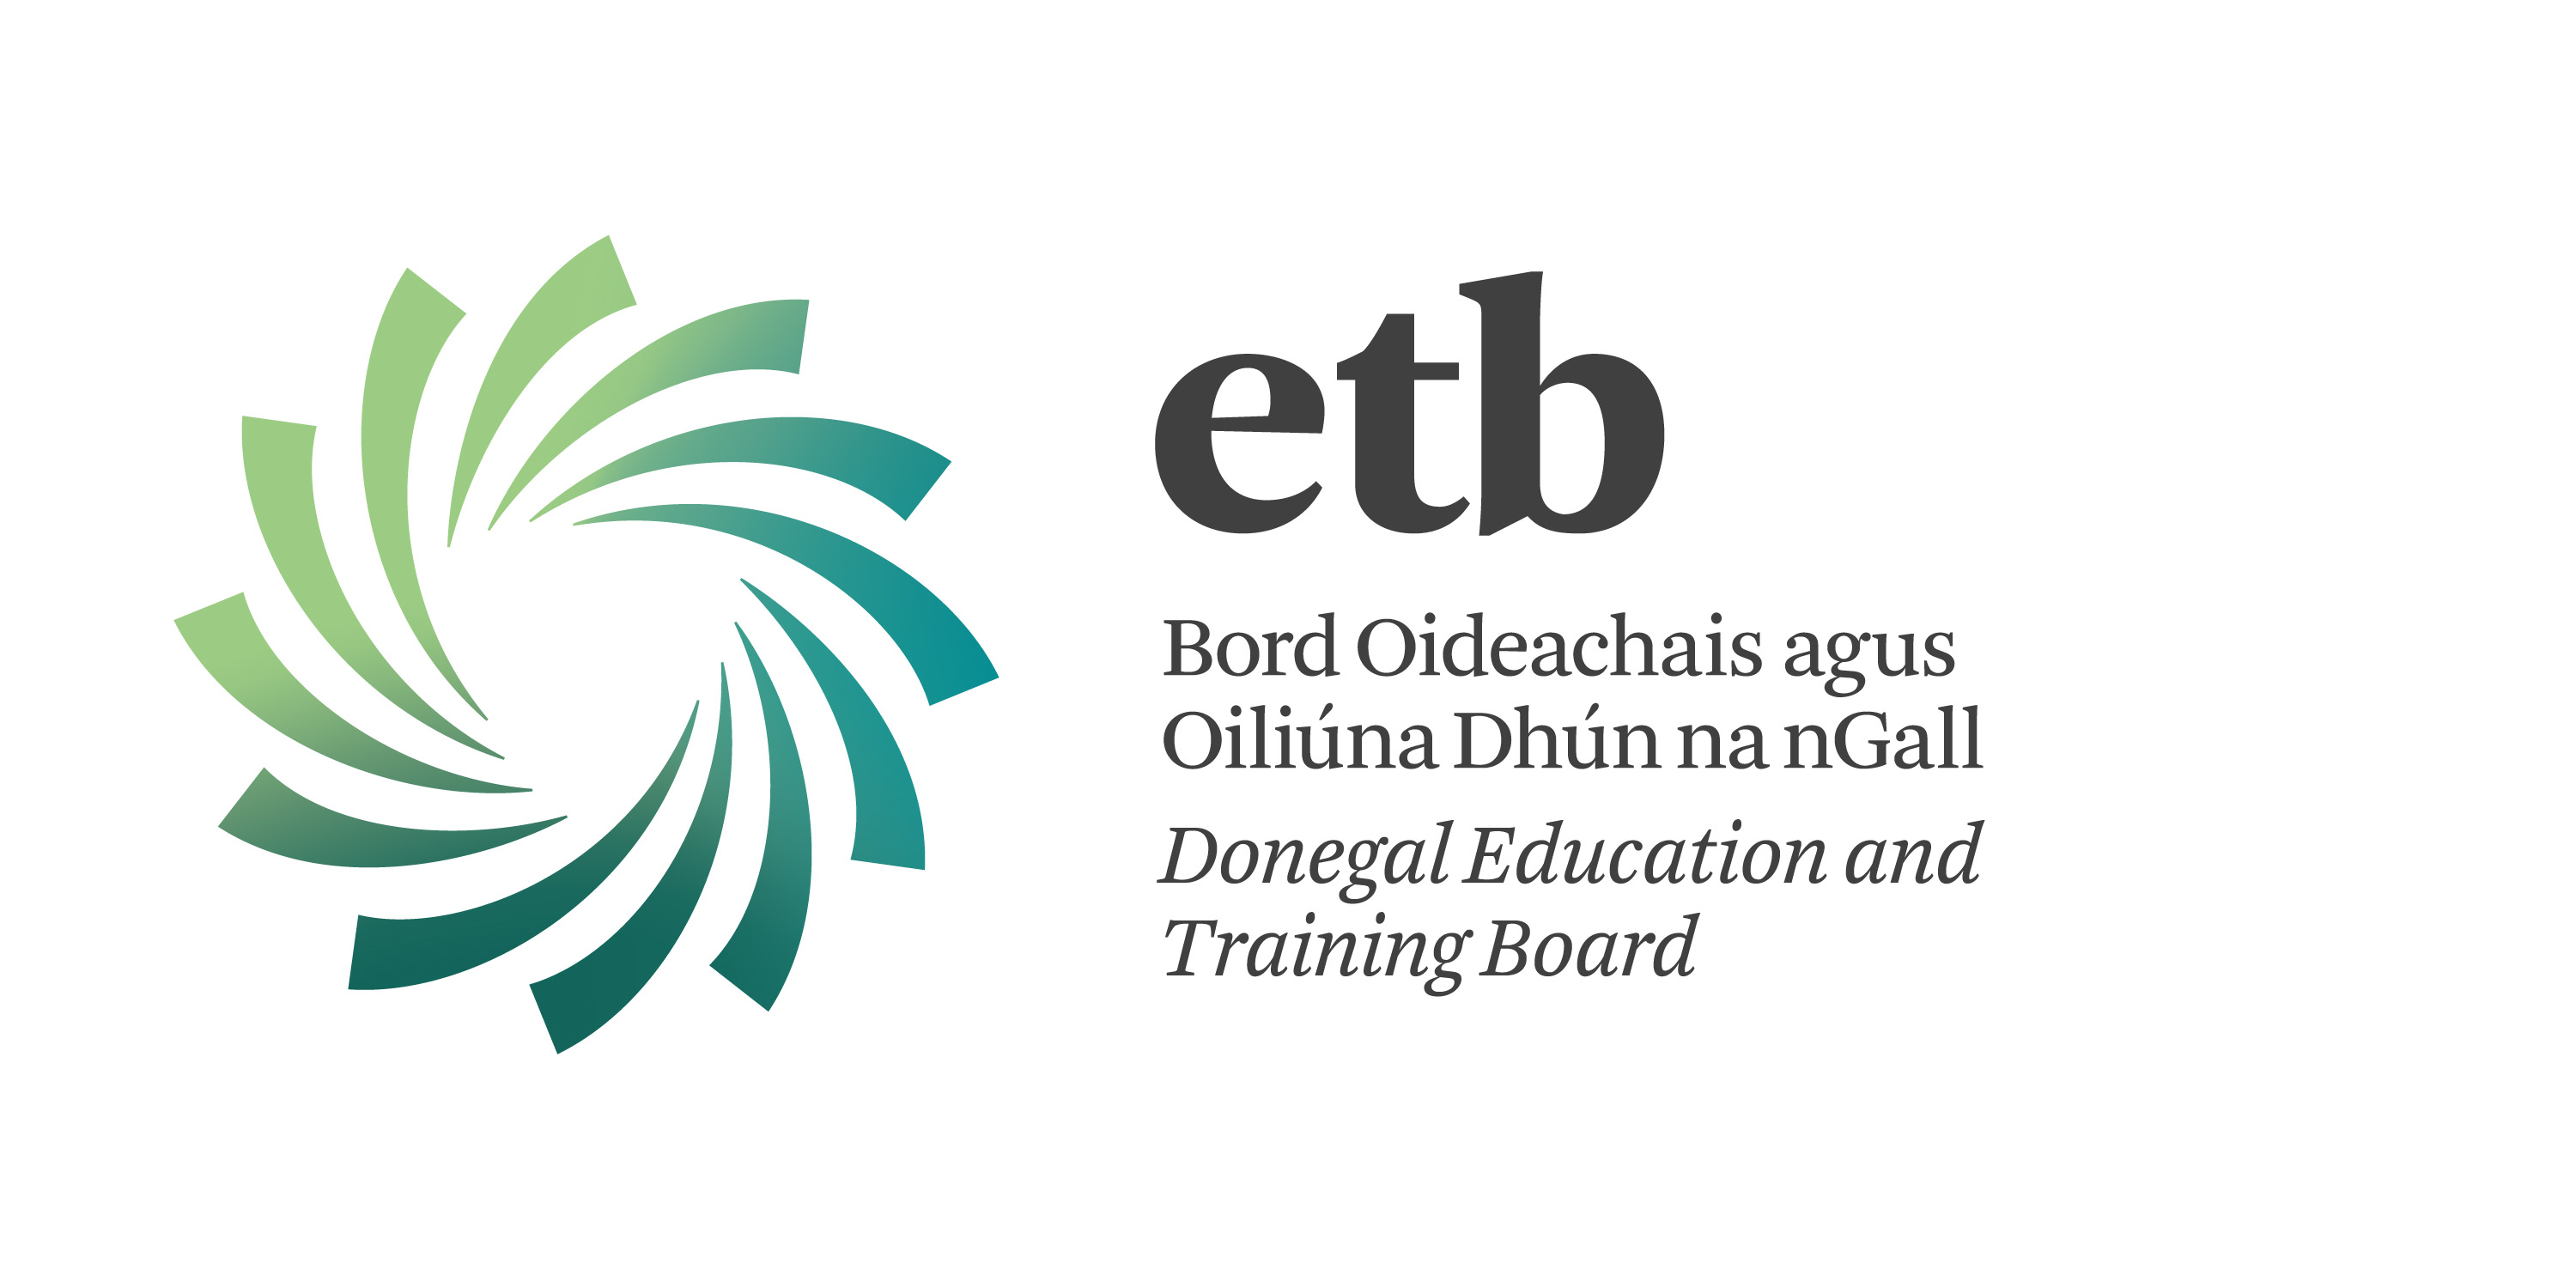 etb
Bord Oideachais agus
Oiliúna Dhún na nGall
Donegal Education and
Training Board